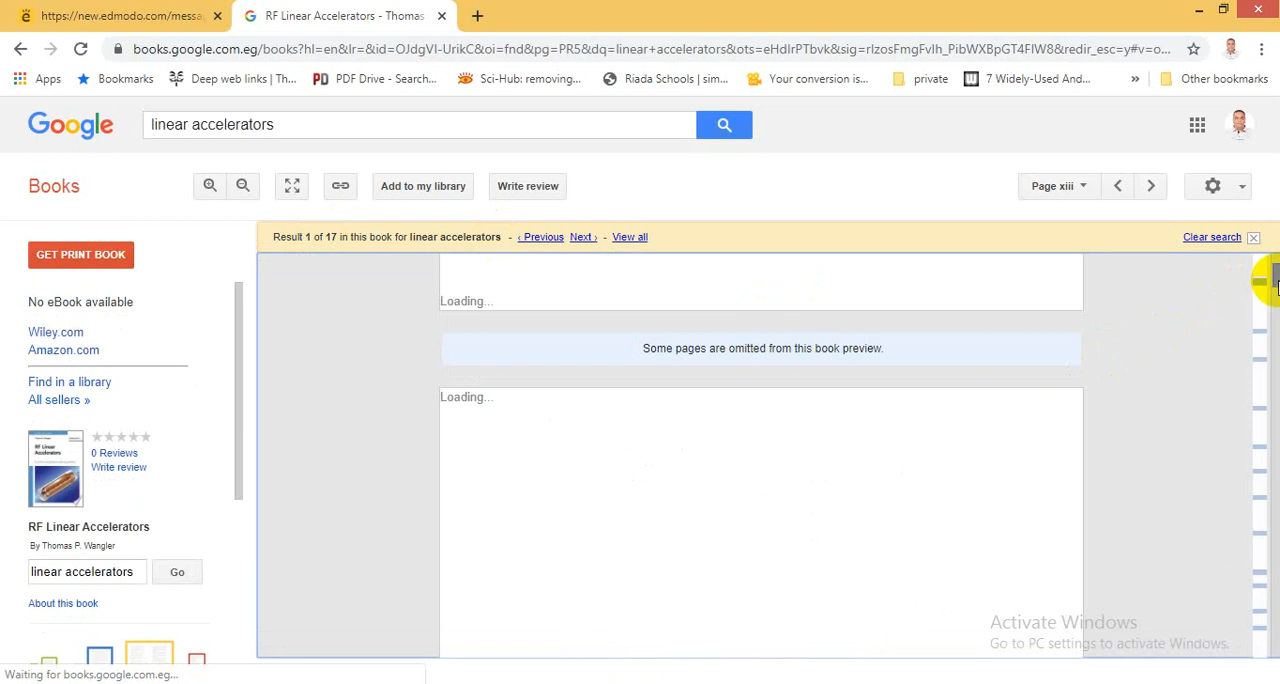 https://new.edmodo.com/messa
RF Linear Accelerators - Thomas
books.google.com.eg/books?hl=en&lr=&id=OJdgVI-UrikC&oi=fnd&pg=PR5&dq=linear+accelerators&ots=eHdIrPTbvk&sig=rIzosFmgFvIh_PibWXBpGT4FIW8&redir_esc=y#v=o...
Apps
Bookmarks
Deep web links | Th...
PDF Drive - Search...
Sci-Hub: removing...
Riada Schools | sim...
Your conversion is...
private
7 Widely-Used And...
»
Other bookmarks
Google
linear accelerators
Books
Add to my library
Write review
Page xiii
Result 1 of 17 in this book for linear accelerators - ‹ Previous Next › - View all
Clear search
GET PRINT BOOK
No eBook available
Wiley.com
Amazon.com
Find in a library
All sellers »
RF Linear
Accelerators
0 Reviews
Write review
RF Linear Accelerators
By Thomas P. Wangler
linear accelerators
Go
About this book
Loading...
Some pages are omitted from this book preview.
Loading...
Activate Windows
Go to PC settings to activate Windows.
Waiting for books.google.com.eg...